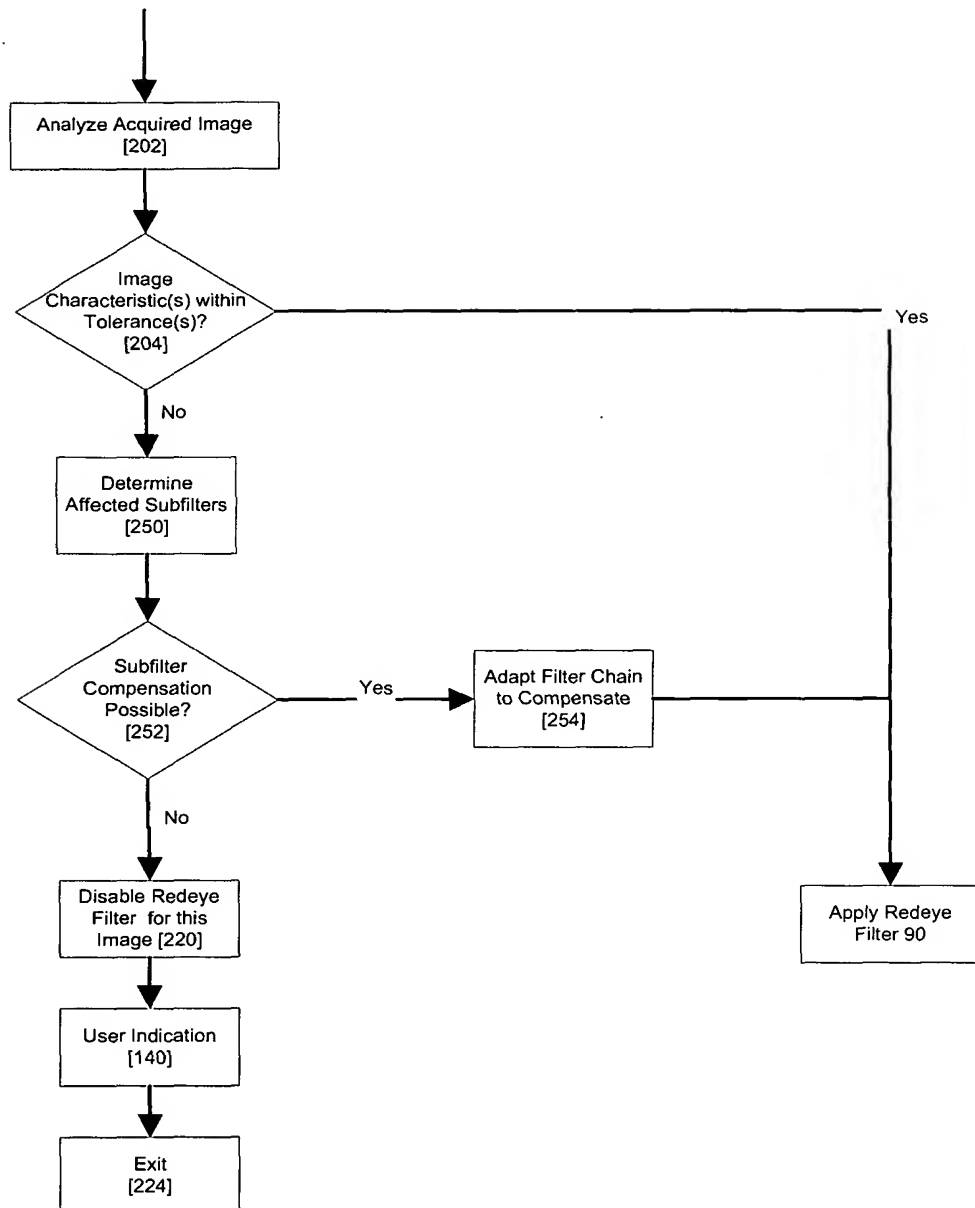 Analyze Acquired Image
[202]
Image
Characteristic(s) within
Tolerance(s)?
[204]
Yes
No
Determine
Affected Subfilters
[250]
Subfilter
Compensation
Possible?
[252]
Yes
Adapt Filter Chain
to Compensate
[254]
No
Disable Redeye
Filter for this
Image [220]
Apply Redeye
Filter 90
User Indication
[140]
Exit
[224]